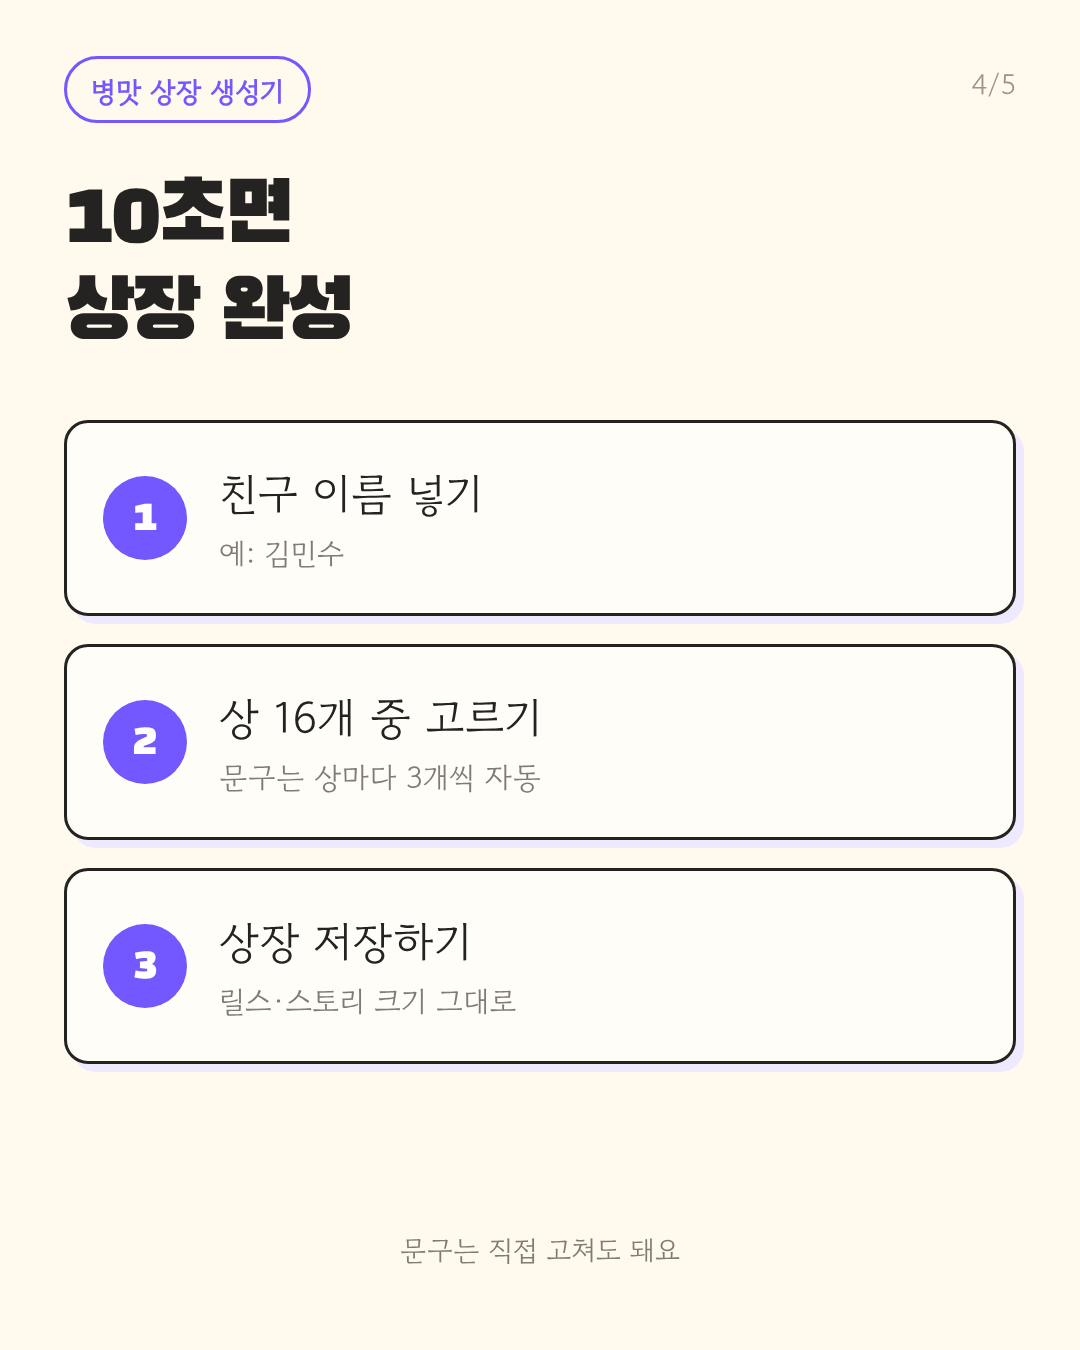 병맛 상장 생성기
4/5
10초면
상장 완성
1
친구 이름 넣기
예: 김민수
2
상 16개 중 고르기
문구는 상마다 3개씩 자동
3
상장 저장하기
릴스·스토리 크기 그대로
문구는 직접 고쳐도 돼요